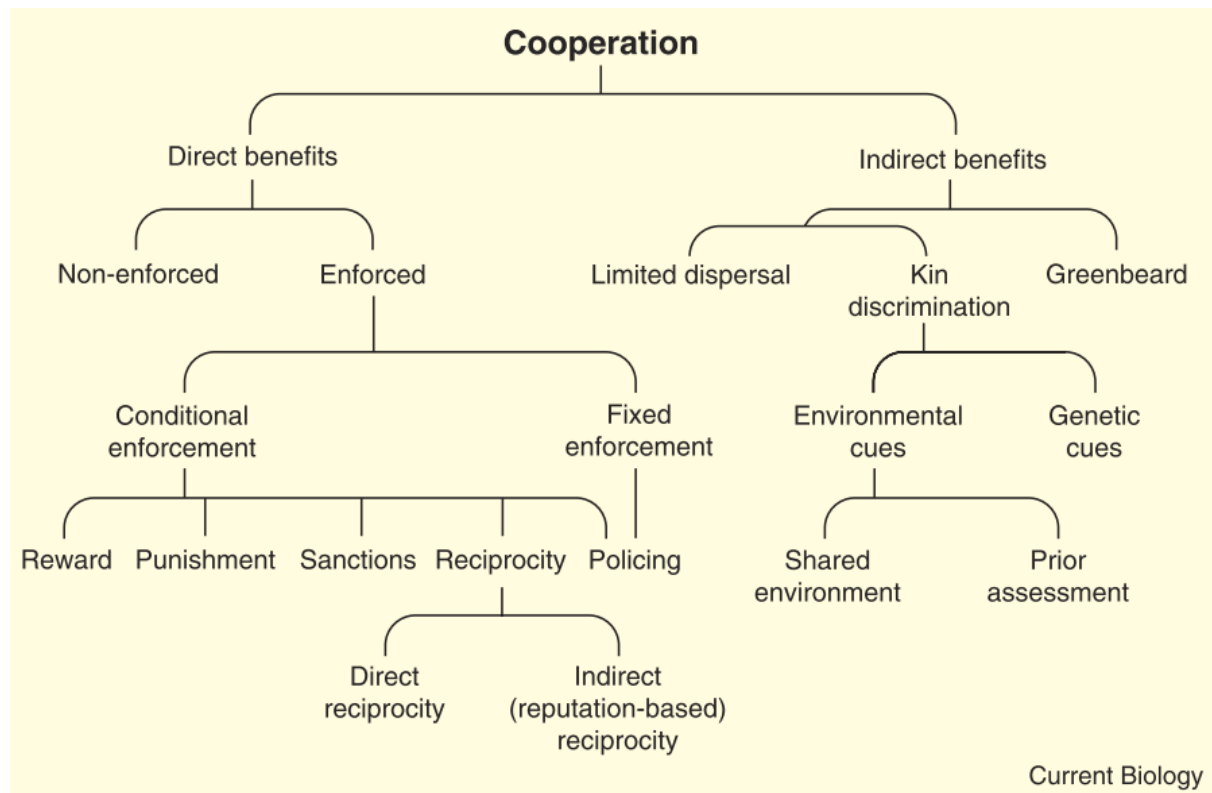 Cooperation
Direct benefits
Indirect benefits
Non-enforced
Enforced
Limited dispersal
Kin
discrimination
Greenbeard
Conditional
enforcement
Fixed
enforcement
Environmental
cues
Genetic
cues
Reward
Punishment
Sanctions
Reciprocity
Policing
Shared
environment
Prior
assessment
Direct
reciprocity
Indirect
(reputation-based)
reciprocity
Current Biology